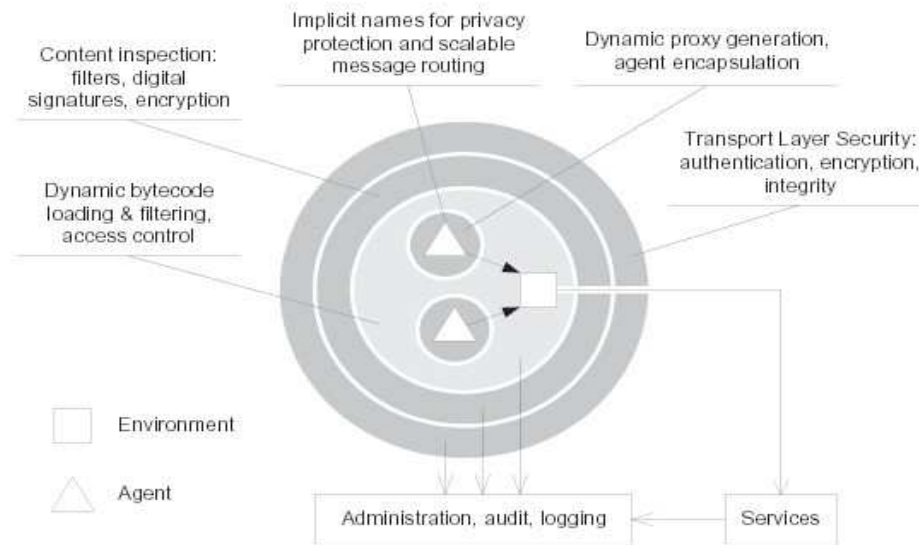 Implicit names for privacy
protection and scalable
message routing
Content inspection:
filters, digital
signatures, encryption
Dynamic proxy generation,
agent encapsulation
Transport Layer Security:
authentication, encryption,
integrity
Dynamic bytecode
loading & filtering,
access control
Environment
Agent
Administration, audit, logging
Services